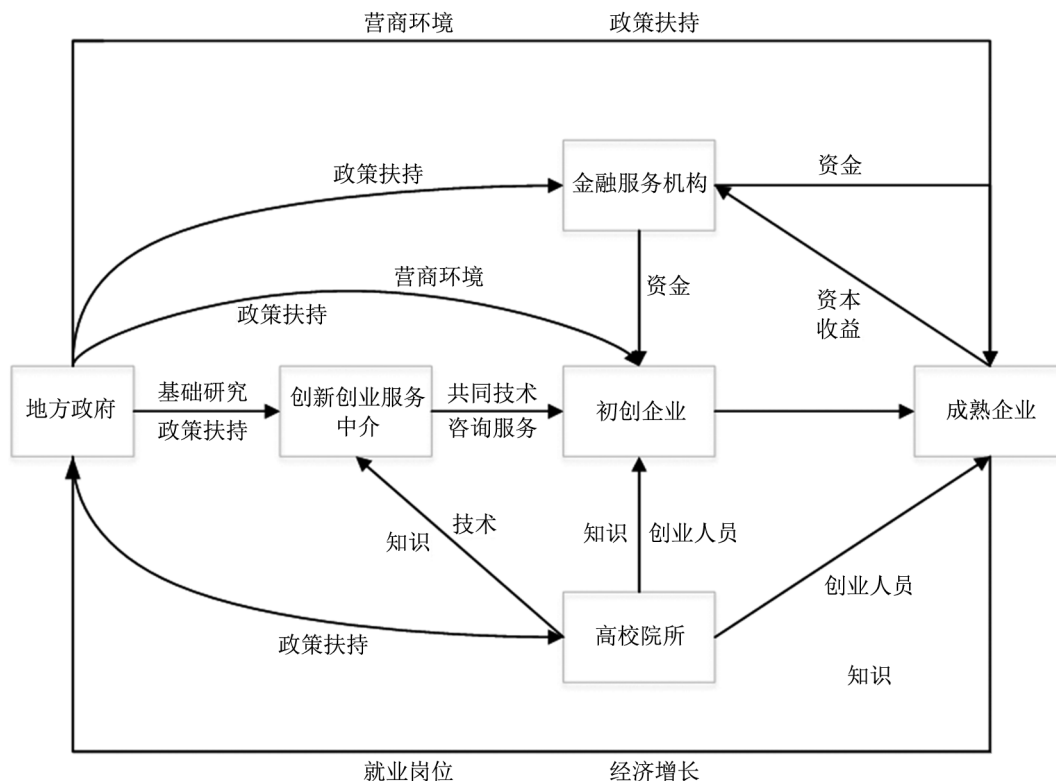 营商环境 政策扶持
政策扶持
金融服务机构
资金
营商环境
政策扶持
资金
资本
收益
地方政府
基础研究
政策扶持
创新创业服务
中介
共同技术
咨询服务
初创企业
成熟企业
技术
知识
知识
创业人员
创业人员
政策扶持
高校院所
知识
就业岗位 经济增长